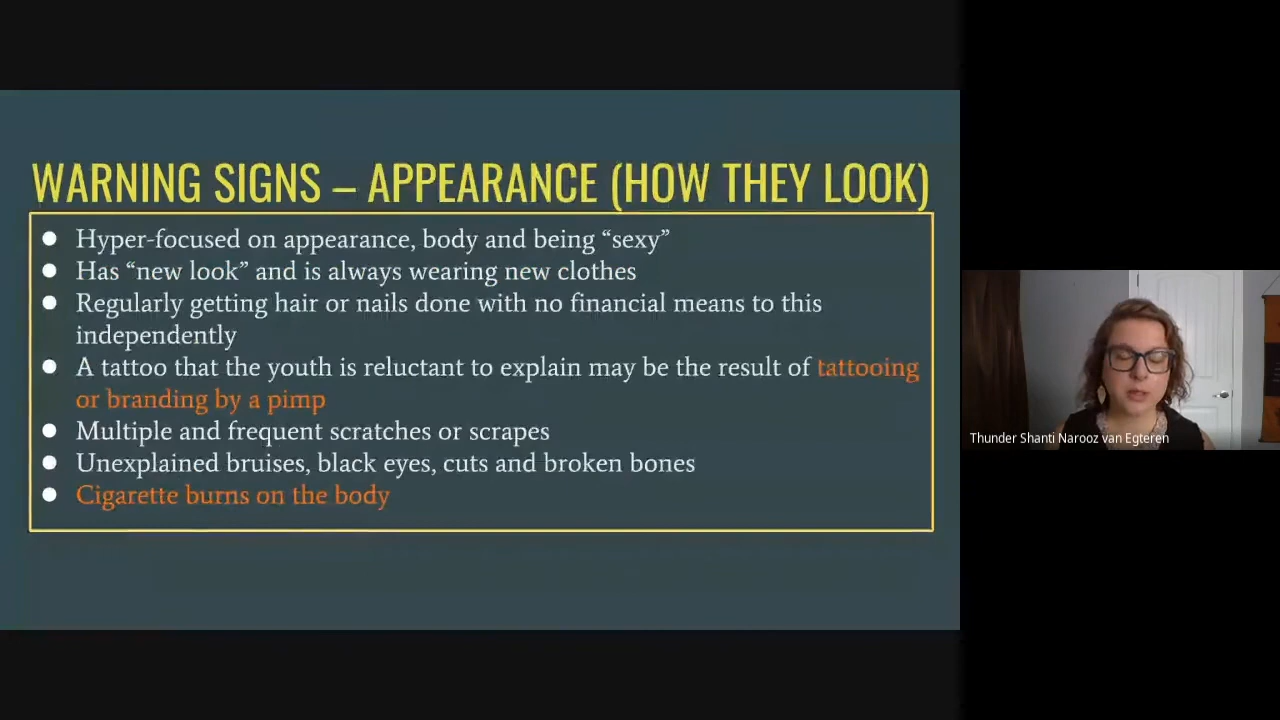 WARNING SIGNS – APPEARANCE (HOW THEY LOOK)
● Hyper-focused on appearance, body and being “sexy”
● Has “new look” and is always wearing new clothes
● Regularly getting hair or nails done with no financial means to this
independently
● A tattoo that the youth is reluctant to explain may be the result of tattooing
or branding by a pimp
● Multiple and frequent scratches or scrapes
● Unexplained bruises, black eyes, cuts and broken bones
● Cigarette burns on the body
Thunder Shanti Narooz van Egteren